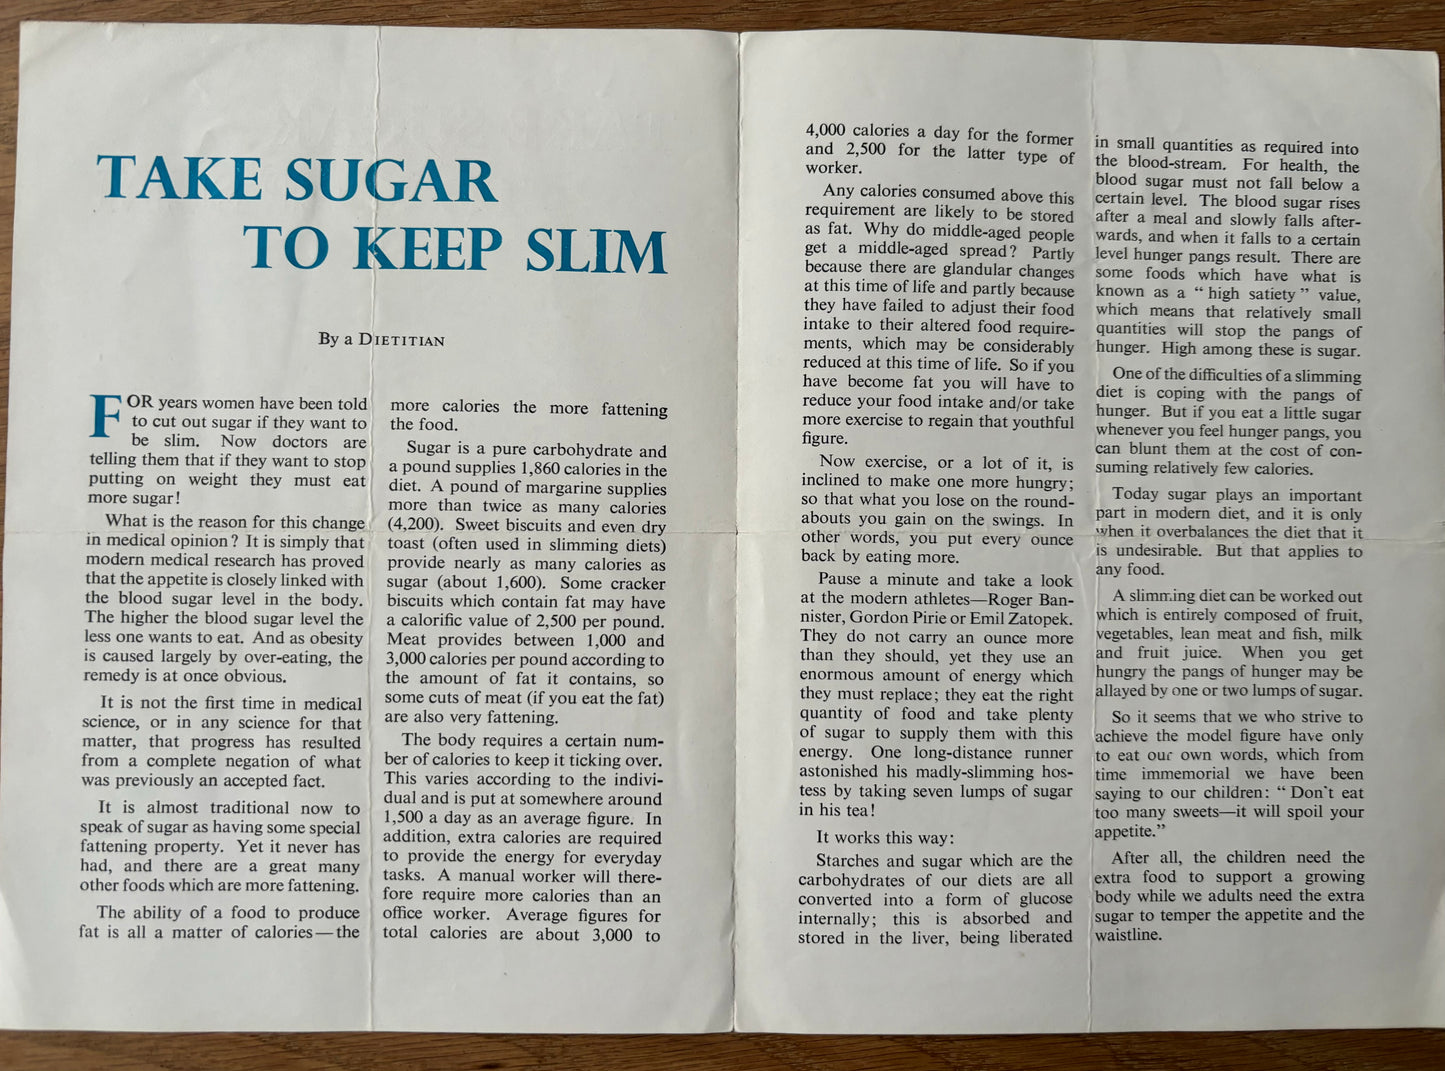 TAKE SUGAR
TO KEEP SLIM
By a DIETITIAN
FOR years women have been told
to cut out sugar if they want to
be slim. Now doctors are
telling them that if they want to stop
putting on weight they must eat
more sugar!
What is the reason for this change
in medical opinion? It is simply that
modern medical research has proved
that the appetite is closely linked with
the blood sugar level in the body.
The higher the blood sugar level the
less one wants to eat. And as obesity
is caused largely by over-eating, the
remedy is at once obvious.
It is not the first time in medical
science, or in any science for that
matter, that progress has resulted
from a complete negation of what
was previously an accepted fact.
It is almost traditional now to
speak of sugar as having some special
fattening property. Yet it never has
had, and there are a great many
other foods which are more fattening.
The ability of a food to produce
fat is all a matter of calories—the
more calories the more fattening
the food.
Sugar is a pure carbohydrate and
a pound supplies 1,860 calories in the
diet. A pound of margarine supplies
more than twice as many calories
(4,200). Sweet biscuits and even dry
toast (often used in slimming diets)
provide nearly as many calories as
sugar (about 1,600). Some cracker
biscuits which contain fat may have
a calorific value of 2,500 per pound.
Meat provides between 1,000 and
3,000 calories per pound according to
the amount of fat it contains, so
some cuts of meat (if you eat the fat)
are also very fattening.
The body requires a certain num-
ber of calories to keep it ticking over.
This varies according to the indivi-
dual and is put at somewhere around
1,500 a day as an average figure. In
addition, extra calories are required
to provide the energy for everyday
tasks. A manual worker will there-
fore require more calories than an
office worker. Average figures for
total calories are about 3,000 to
4,000 calories a day for the former
and 2,500 for the latter type of
worker.
Any calories consumed above this
requirement are likely to be stored
as fat. Why do middle-aged people
get a middle-aged spread? Partly
because there are glandular changes
at this time of life and partly because
they have failed to adjust their food
intake to their altered food require-
ments, which may be considerably
reduced at this time of life. So if you
have become fat you will have to
reduce your food intake and/or take
more exercise to regain that youthful
figure.
Now exercise, or a lot of it, is
inclined to make one more hungry;
so that what you lose on the round-
abouts you gain on the swings. In
other words, you put every ounce
back by eating more.
Pause a minute and take a look
at the modern athletes—Roger Ban-
nister, Gordon Pirie or Emil Zatopek.
They do not carry an ounce more
than they should, yet they use an
enormous amount of energy which
they must replace; they eat the right
quantity of food and take plenty
of sugar to supply them with this
energy. One long-distance runner
astonished his madly-slimming hos-
tess by taking seven lumps of sugar
in his tea!
It works this way:
Starches and sugar which are the
carbohydrates of our diets are all
converted into a form of glucose
internally; this is absorbed and
stored in the liver, being liberated
in small quantities as required into
the blood-stream. For health, the
blood sugar must not fall below a
certain level. The blood sugar rises
after a meal and slowly falls after-
wards, and when it falls to a certain
level hunger pangs result. There are
some foods which have what is
known as a “high satiety” value,
which means that relatively small
quantities will stop the pangs of
hunger. High among these is sugar.
One of the difficulties of a slimming
diet is coping with the pangs of
hunger. But if you eat a little sugar
whenever you feel hunger pangs, you
can blunt them at the cost of con-
suming relatively few calories.
Today sugar plays an important
part in modern diet, and it is only
when it overbalances the diet that it
is undesirable. But that applies to
any food.
A slimming diet can be worked out
which is entirely composed of fruit,
vegetables, lean meat and fish, milk
and fruit juice. When you get
hungry the pangs of hunger may be
allayed by one or two lumps of sugar.
So it seems that we who strive to
achieve the model figure have only
to eat our own words, which from
time immemorial we have been
saying to our children: “Don't eat
too many sweets—it will spoil your
appetite.”
After all, the children need the
extra food to support a growing
body while we adults need the extra
sugar to temper the appetite and the
waistline.